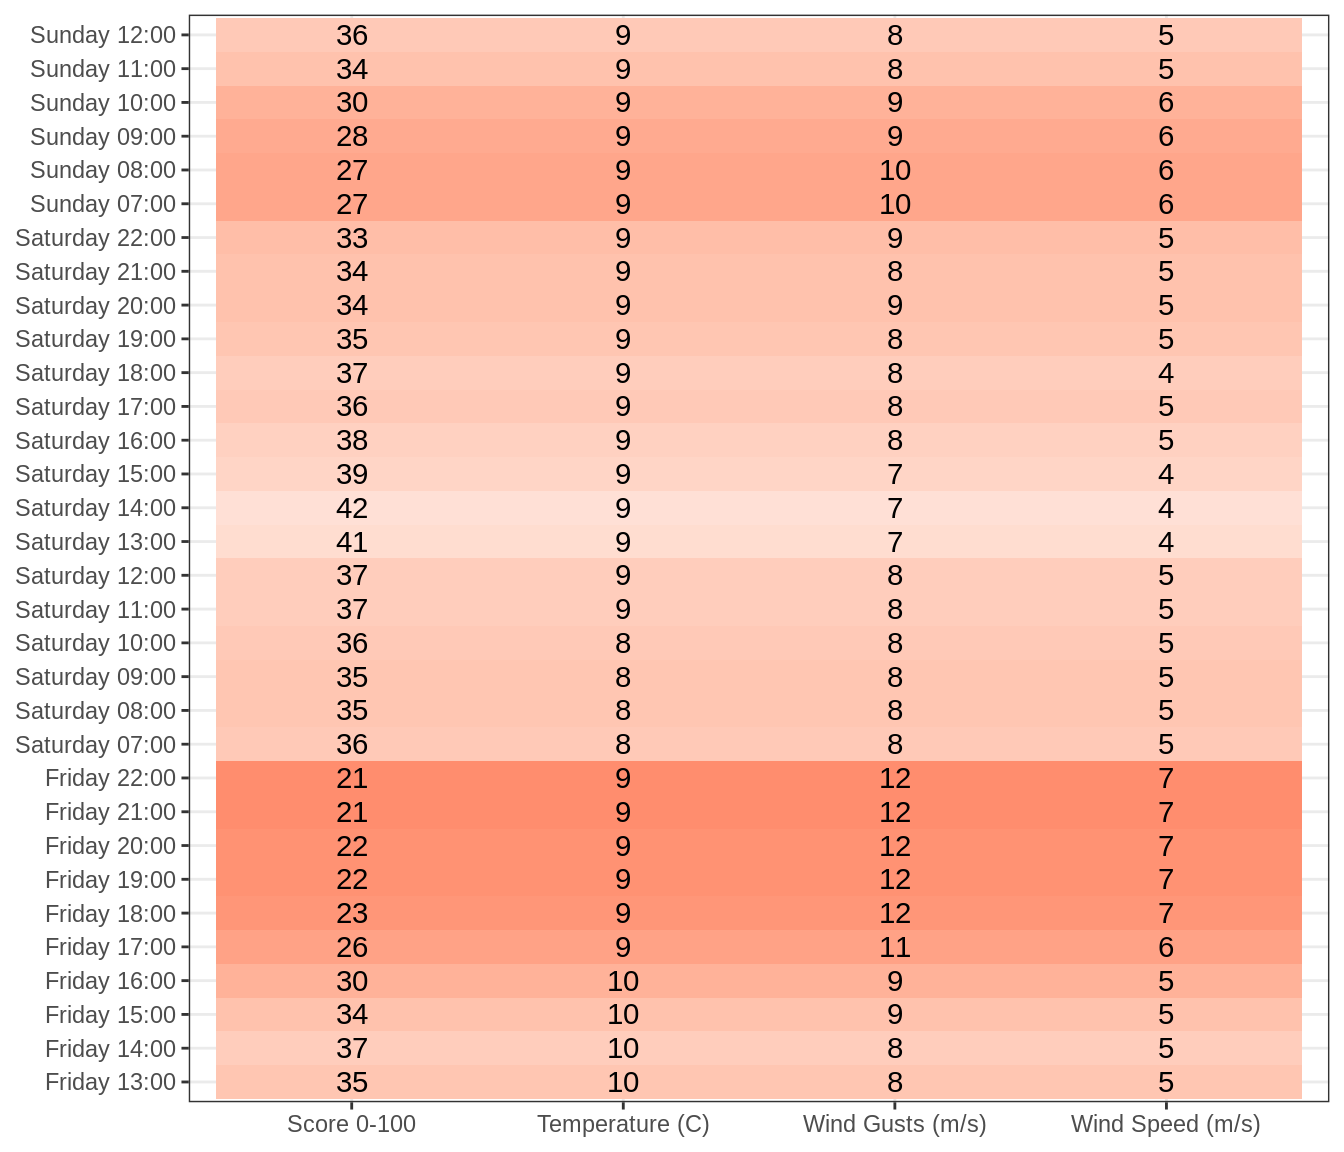 Sunday 12:00 36 9 8 5
Sunday 11:00 34 9 8 5
Sunday 10:00 30 9 9 6
Sunday 09:00 28 9 9 6
Sunday 08:00 27 9 10 6
Sunday 07:00 27 9 10 6
Saturday 22:00 33 9 9 5
Saturday 21:00 34 9 8 5
Saturday 20:00 34 9 9 5
Saturday 19:00 35 9 8 5
Saturday 18:00 37 9 8 4
Saturday 17:00 36 9 8 5
Saturday 16:00 38 9 8 5
Saturday 15:00 39 9 7 4
Saturday 14:00 42 9 7 4
Saturday 13:00 41 9 7 4
Saturday 12:00 37 9 8 5
Saturday 11:00 37 9 8 5
Saturday 10:00 36 8 8 5
Saturday 09:00 35 8 8 5
Saturday 08:00 35 8 8 5
Saturday 07:00 36 8 8 5
Friday 22:00 21 9 12 7
Friday 21:00 21 9 12 7
Friday 20:00 22 9 12 7
Friday 19:00 22 9 12 7
Friday 18:00 23 9 12 7
Friday 17:00 26 9 11 6
Friday 16:00 30 10 9 5
Friday 15:00 34 10 9 5
Friday 14:00 37 10 8 5
Friday 13:00 35 10 8 5
Score 0-100 Temperature (C) Wind Gusts (m/s) Wind Speed (m/s)